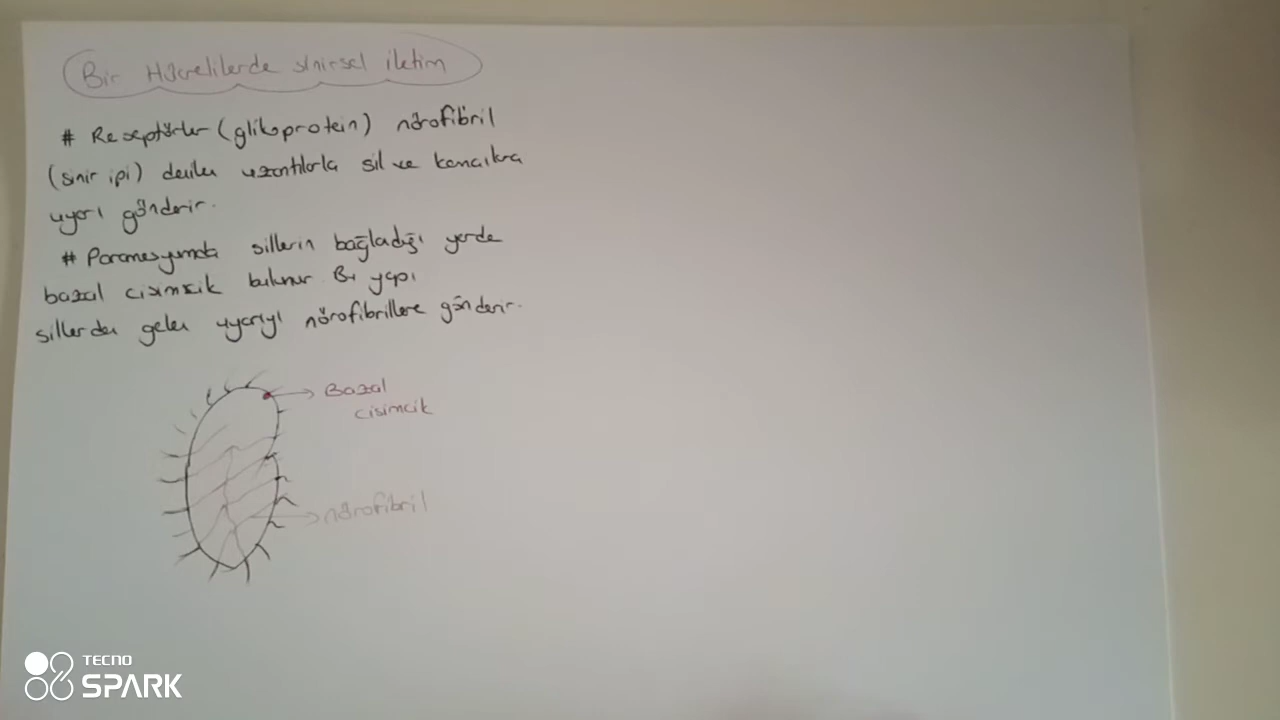 Bir Hücrelilerde sinirsel iletim
# Reseptörler (glikoprotein) nörofibril
(sinir ipi) denilen uzantılarla sil ve kamçıkra
uyarı gönderir.
# Paramesyumda sillerin bağladığı yerde
bazal cisimcik bulunur. Bu yapı
sillerden gelen uyarıyı nörofibrillere gönderir.
Bazal
cisimcik
nörofibril
TECNO
SPARK